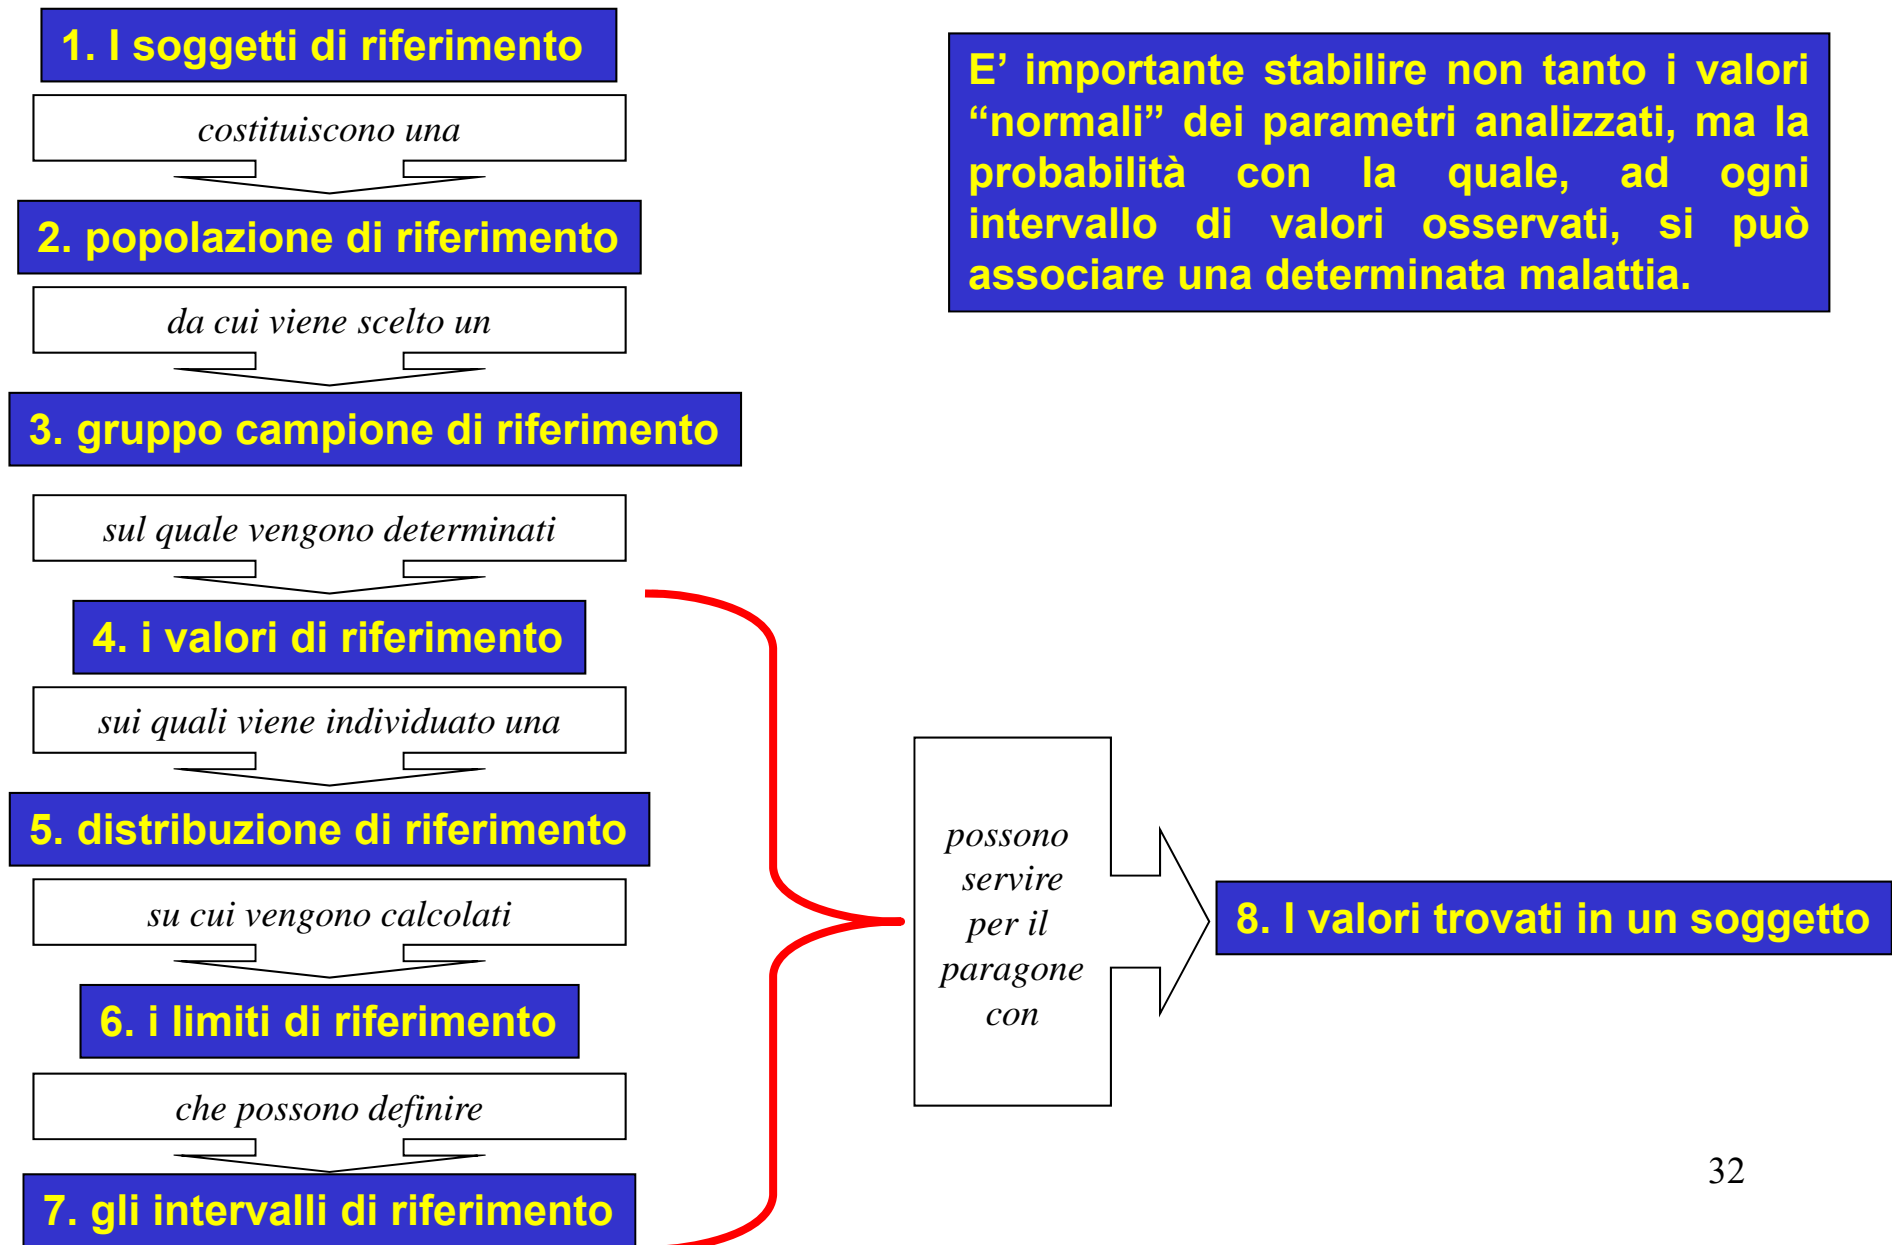 1. I soggetti di riferimento
costituiscono una
2. popolazione di riferimento
da cui viene scelto un
3. gruppo campione di riferimento
sul quale vengono determinati
4. i valori di riferimento
sui quali viene individuato una
5. distribuzione di riferimento
su cui vengono calcolati
6. i limiti di riferimento
che possono definire
7. gli intervalli di riferimento
E’ importante stabilire non tanto i valori
“normali” dei parametri analizzati, ma la
probabilità con la quale, ad ogni
intervallo di valori osservati, si può
associare una determinata malattia.
possono
servire
per il
paragone
con
8. I valori trovati in un soggetto
32